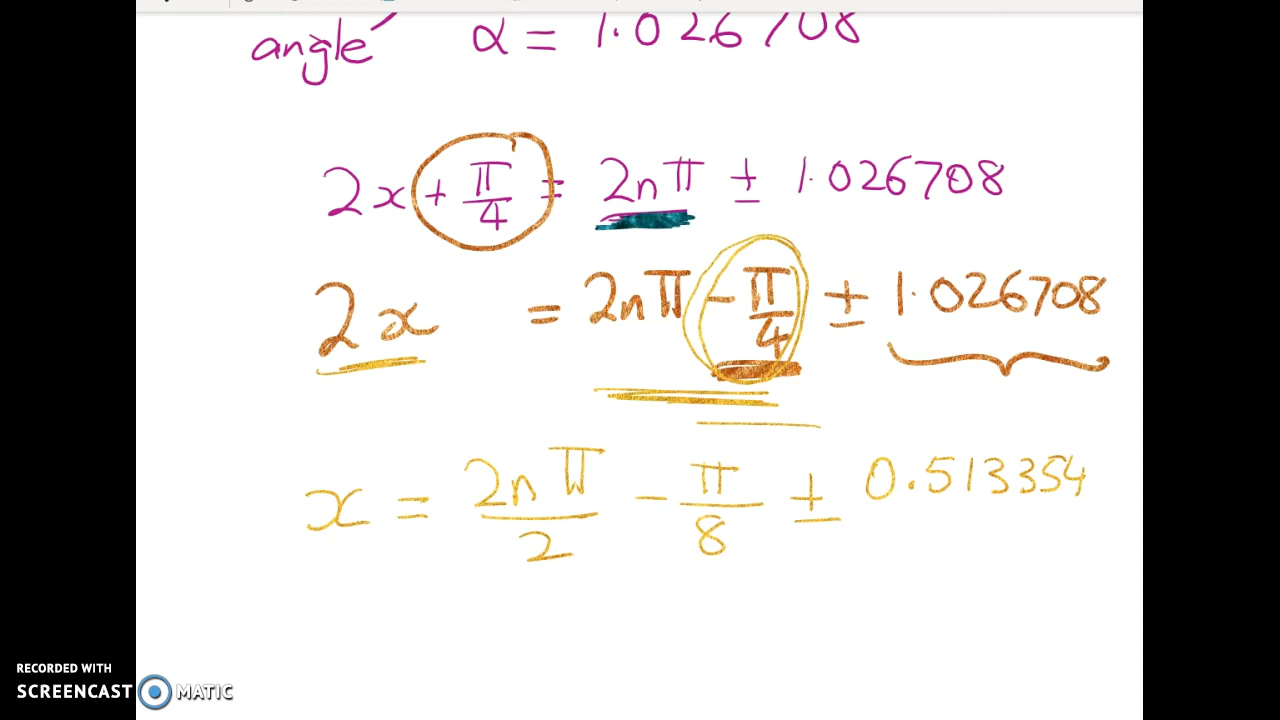 angle α = 1.026708
2x + π/4 = 2nπ ± 1.026708
2x = 2nπ - π/4 ± 1.026708
x = 2nπ/2 - π/8 ± 0.513354
RECORDED WITH
SCREENCAST MATIC